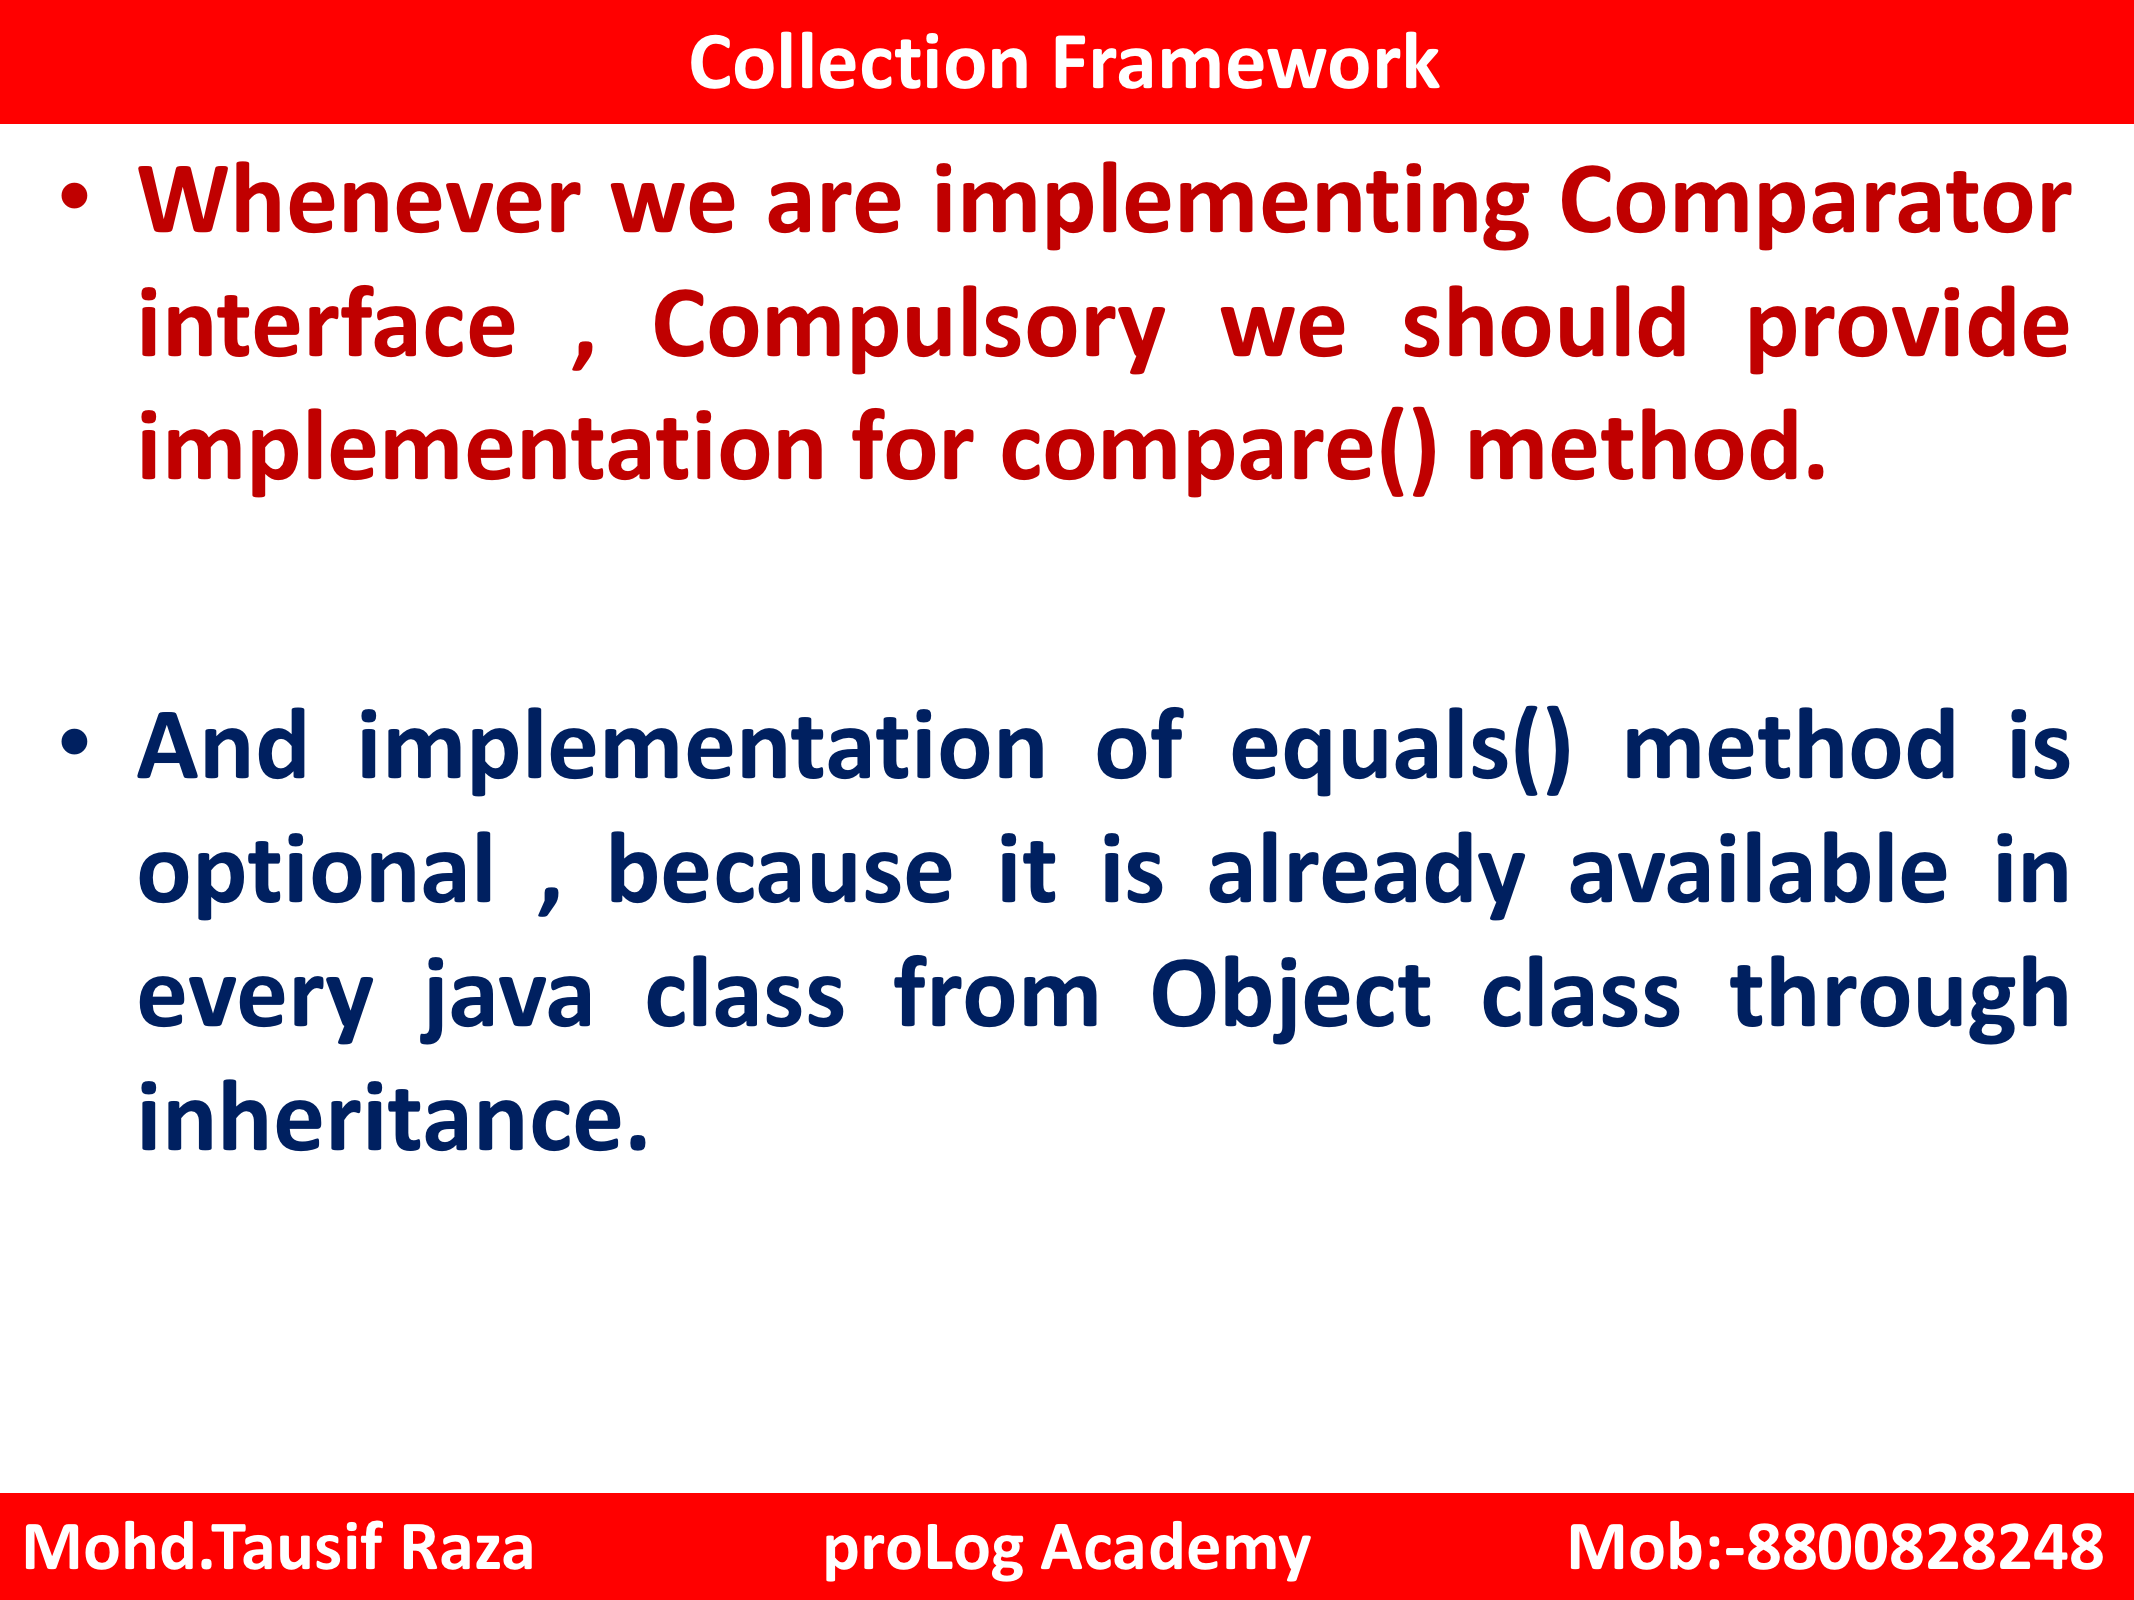 Collection Framework
• Whenever we are implementing Comparator
interface , Compulsory we should provide
implementation for compare() method.
• And implementation of equals() method is
optional , because it is already available in
every java class from Object class through
inheritance.
Mohd.Tausif Raza proLog Academy Mob:-8800828248